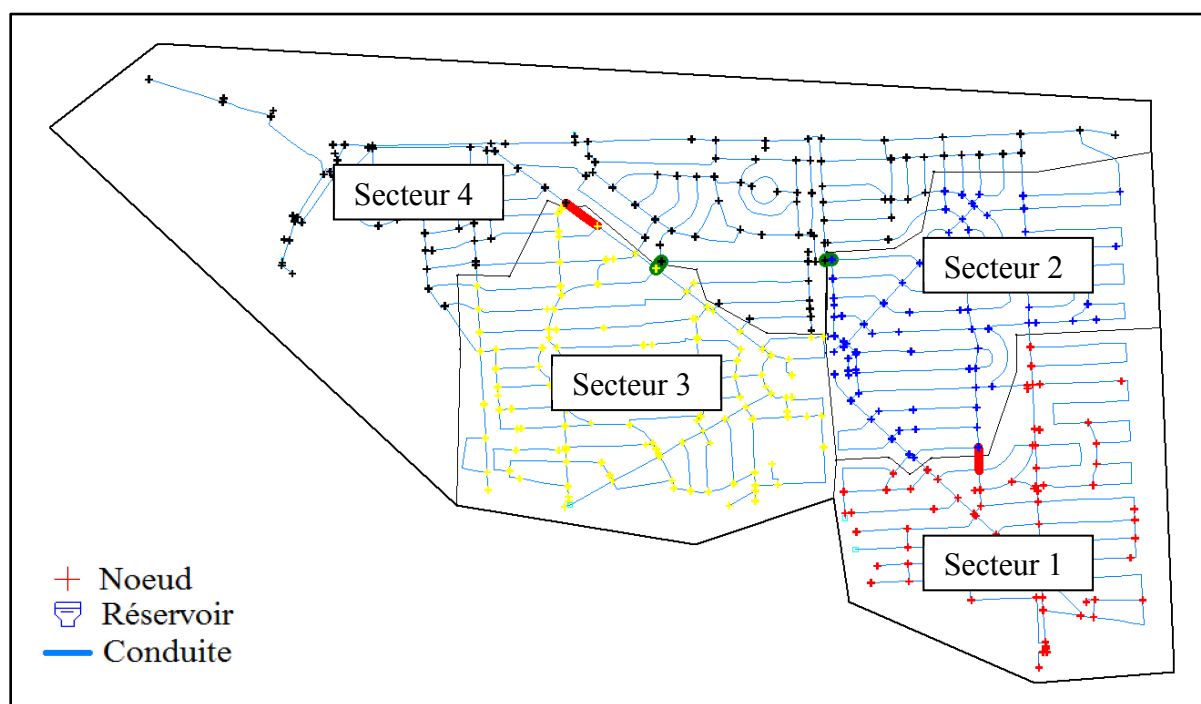 Secteur 4
Secteur 2
Secteur 3
Secteur 1
Noeud
Réservoir
Conduite